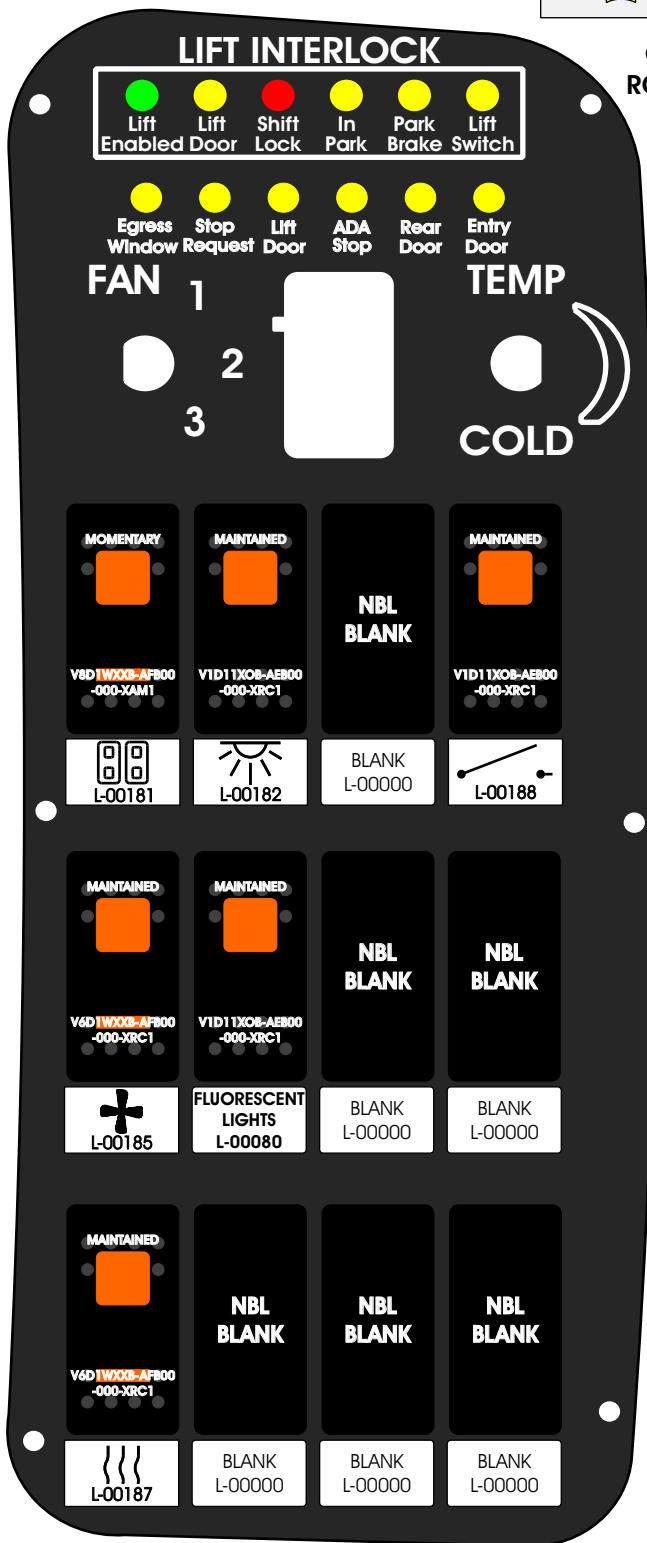 LIFT INTERLOCK
Lift Enabled
Lift Door
Shift Lock
In Park
Park Brake
Lift Switch
Egress Window
Stop Request
Lift Door
ADA Stop
Rear Door
Entry Door
FAN
TEMP
1
2
3
COLD
MOMENTARY
MAINTAINED
MAINTAINED
NBL
BLANK
V8D1WXXB-AFB00
-000-XAM1
V1D11XOB-AEB00
-000-XRC1
V1D11XOB-AEB00
-000-XRC1
L-00181
L-00182
BLANK
L-00000
L-00188
MAINTAINED
MAINTAINED
NBL
BLANK
NBL
BLANK
V6D1WXXB-AFB00
-000-XRC1
V1D11XOB-AEB00
-000-XRC1
L-00185
FLUORESCENT
LIGHTS
L-00080
BLANK
L-00000
BLANK
L-00000
MAINTAINED
NBL
BLANK
NBL
BLANK
NBL
BLANK
V6D1WXXB-AFB00
-000-XRC1
L-00187
BLANK
L-00000
BLANK
L-00000
BLANK
L-00000